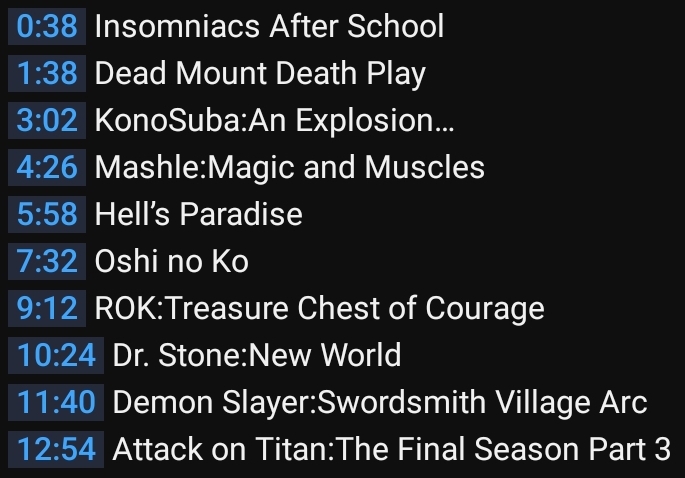 0:38 Insomniacs After School
1:38 Dead Mount Death Play
3:02 KonoSuba:An Explosion…
4:26 Mashle:Magic and Muscles
5:58 Hell’s Paradise
7:32 Oshi no Ko
9:12 ROK:Treasure Chest of Courage
10:24 Dr. Stone:New World
11:40 Demon Slayer:Swordsmith Village Arc
12:54 Attack on Titan:The Final Season Part 3